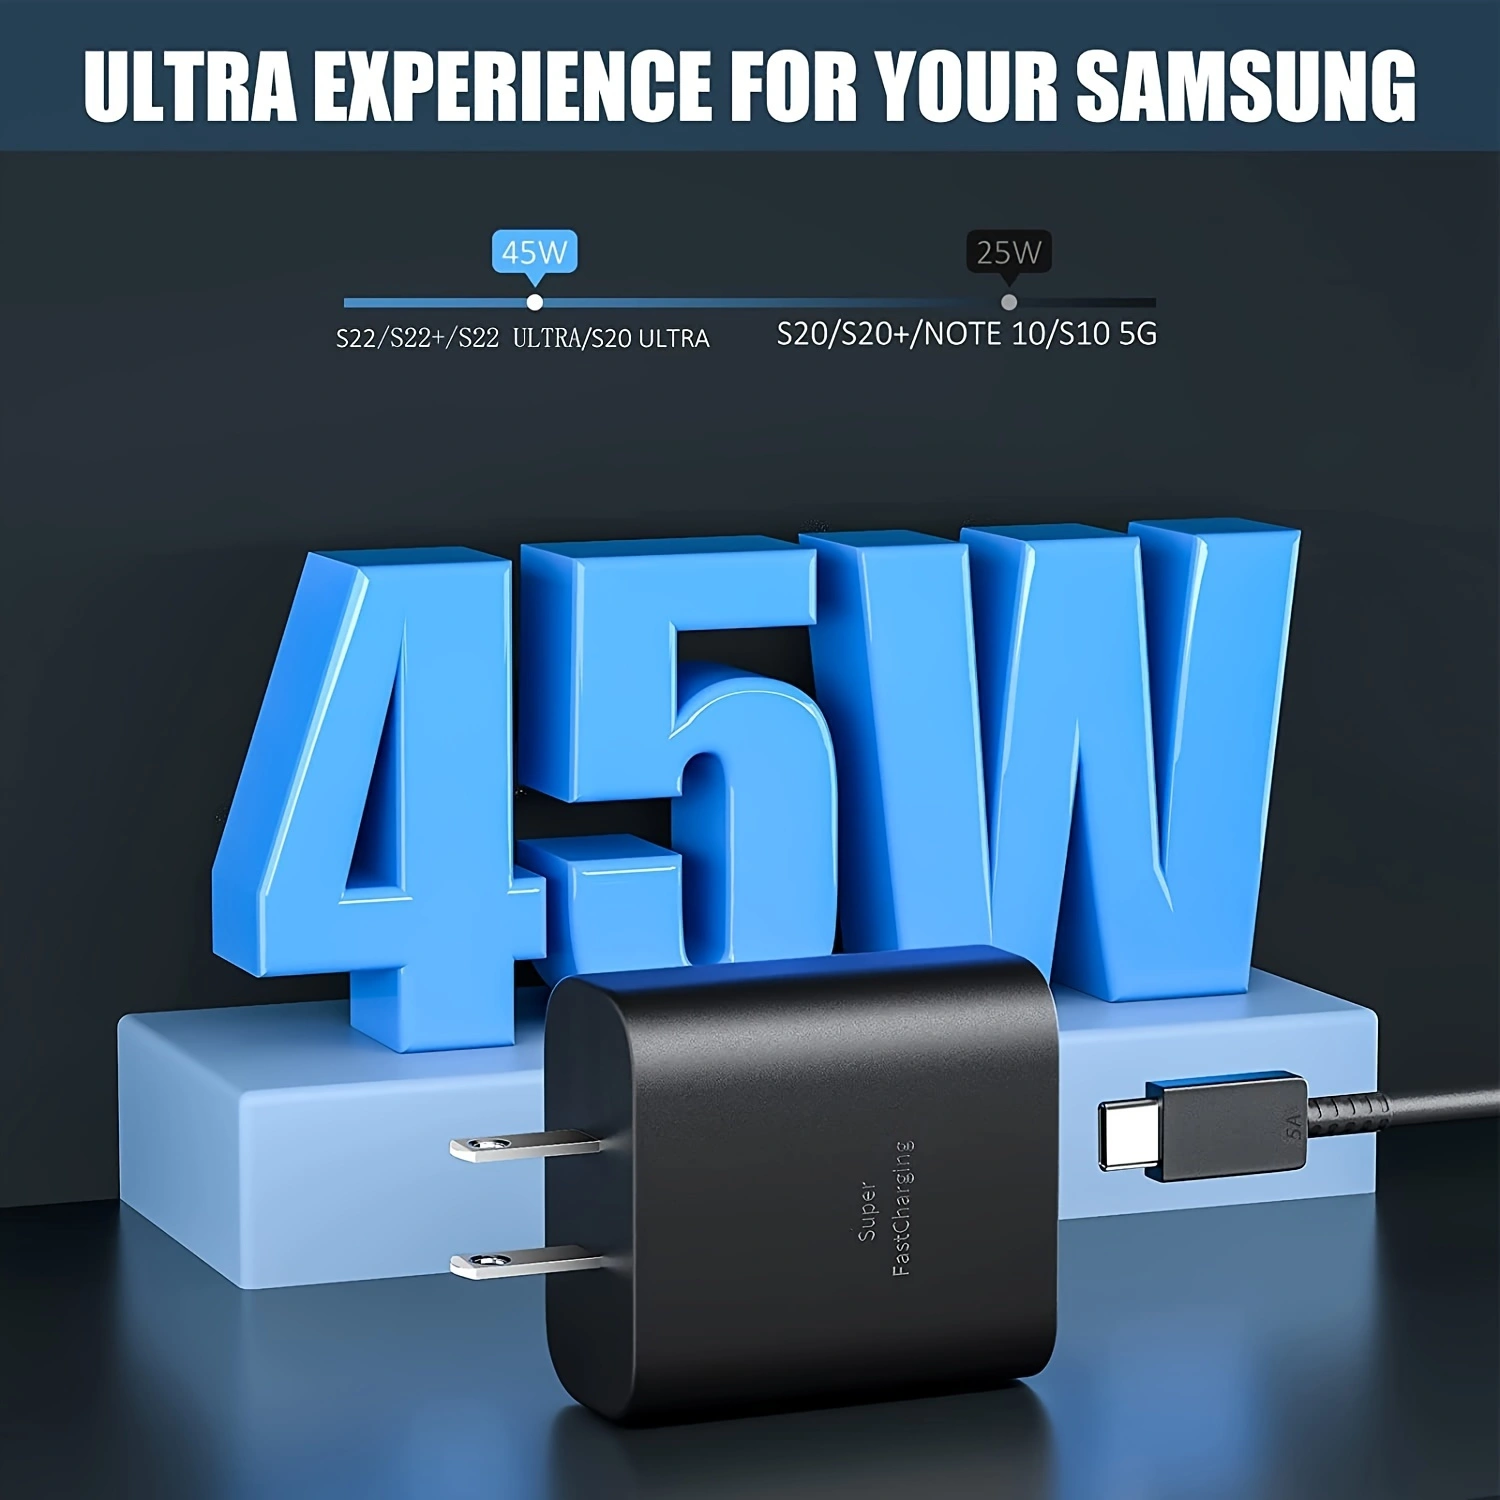 ULTRA EXPERIENCE FOR YOUR SAMSUNG
45W
25W
S22/S22+/S22 ULTRA/S20 ULTRA
S20/S20+/NOTE 10/S10 5G
45W
Super
FastCharging
5A